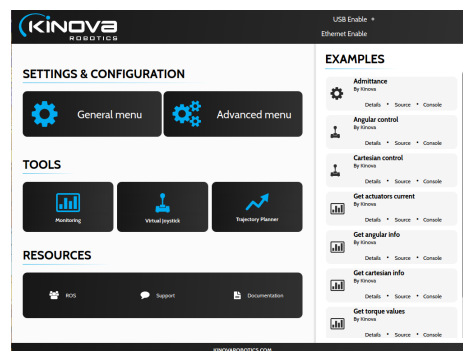 KINOVA
ROBOTICS
USB Enable +
Ethernet Enable
SETTINGS & CONFIGURATION
General menu
Advanced menu
TOOLS
Monitoring
Virtual Joystick
Trajectory Planner
RESOURCES
ROS
Support
Documentation
EXAMPLES
Admittance
By Kinova
Details • Source • Console
Angular control
By Kinova
Details • Source • Console
Cartesian control
By Kinova
Details • Source • Console
Get actuators current
By Kinova
Details • Source • Console
Get angular info
By Kinova
Details • Source • Console
Get cartesian info
By Kinova
Details • Source • Console
Get torque values
By Kinova
Details • Source • Console
KINOVAROBOTICS.COM